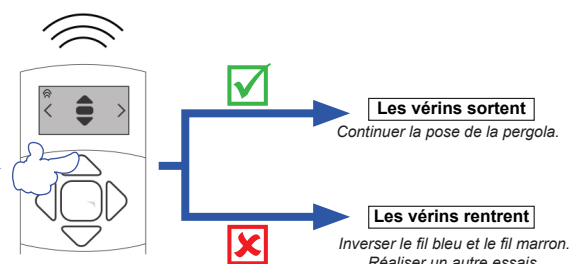 Les vérins sortent
Continuer la pose de la pergola.
Les vérins rentrent
Inverser le fil bleu et le fil marron.
Réaliser un autre essais